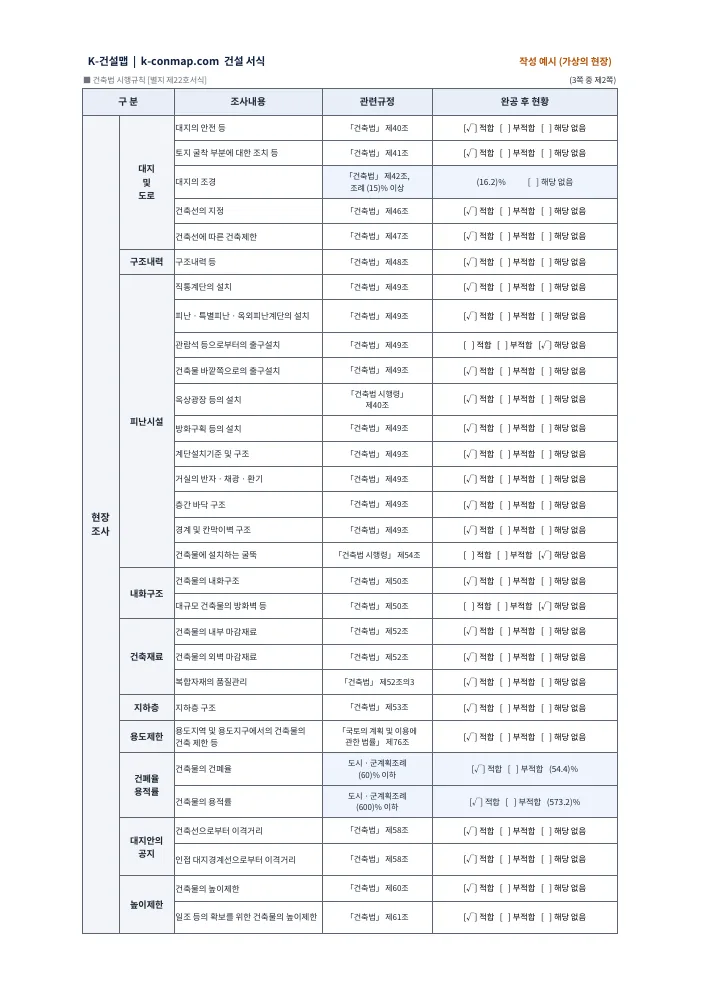 K-건설맵 | k-conmap.com 건설 서식
작성 예시 (가상의 현장)
■ 건축법 시행규칙 [별지 제22호서식]
(3쪽 중 제2쪽)
구 분 조사내용 관련규정 완공 후 현황
현장
조사
대지
및
도로
대지의 안전 등 「건축법」 제40조 [√] 적합 [ ] 부적합 [ ] 해당 없음
토지 굴착 부분에 대한 조치 등 「건축법」 제41조 [√] 적합 [ ] 부적합 [ ] 해당 없음
대지의 조경 「건축법」 제42조,
조례 (15)% 이상
(16.2)% [ ] 해당 없음
건축선의 지정 「건축법」 제46조 [√] 적합 [ ] 부적합 [ ] 해당 없음
건축선에 따른 건축제한 「건축법」 제47조 [√] 적합 [ ] 부적합 [ ] 해당 없음
구조내력 구조내력 등 「건축법」 제48조 [√] 적합 [ ] 부적합 [ ] 해당 없음
피난시설
직통계단의 설치 「건축법」 제49조 [√] 적합 [ ] 부적합 [ ] 해당 없음
피난 · 특별피난 · 옥외피난계단의 설치 「건축법」 제49조 [√] 적합 [ ] 부적합 [ ] 해당 없음
관람석 등으로부터의 출구설치 「건축법」 제49조 [ ] 적합 [ ] 부적합 [√] 해당 없음
건축물 바깥쪽으로의 출구설치 「건축법」 제49조 [√] 적합 [ ] 부적합 [ ] 해당 없음
옥상광장 등의 설치 「건축법 시행령」
제40조
[√] 적합 [ ] 부적합 [ ] 해당 없음
방화구획 등의 설치 「건축법」 제49조 [√] 적합 [ ] 부적합 [ ] 해당 없음
계단설치기준 및 구조 「건축법」 제49조 [√] 적합 [ ] 부적합 [ ] 해당 없음
거실의 반자 · 채광 · 환기 「건축법」 제49조 [√] 적합 [ ] 부적합 [ ] 해당 없음
층간 바닥 구조 「건축법」 제49조 [√] 적합 [ ] 부적합 [ ] 해당 없음
경계 및 칸막이벽 구조 「건축법」 제49조 [√] 적합 [ ] 부적합 [ ] 해당 없음
건축물에 설치하는 굴뚝 「건축법 시행령」 제54조 [ ] 적합 [ ] 부적합 [√] 해당 없음
내화구조
건축물의 내화구조 「건축법」 제50조 [√] 적합 [ ] 부적합 [ ] 해당 없음
대규모 건축물의 방화벽 등 「건축법」 제50조 [ ] 적합 [ ] 부적합 [√] 해당 없음
건축재료
건축물의 내부 마감재료 「건축법」 제52조 [√] 적합 [ ] 부적합 [ ] 해당 없음
건축물의 외벽 마감재료 「건축법」 제52조 [√] 적합 [ ] 부적합 [ ] 해당 없음
복합자재의 품질관리 「건축법」 제52조의3 [√] 적합 [ ] 부적합 [ ] 해당 없음
지하층 지하층 구조 「건축법」 제53조 [√] 적합 [ ] 부적합 [ ] 해당 없음
용도제한
용도지역 및 용도지구에서의 건축물의
건축 제한 등
「국토의 계획 및 이용에
관한 법률」 제76조
[√] 적합 [ ] 부적합 [ ] 해당 없음
건폐율
용적률
건축물의 건폐율 도시 · 군계획조례
(60)% 이하
[√] 적합 [ ] 부적합 (54.4)%
건축물의 용적률 도시 · 군계획조례
(600)% 이하
[√] 적합 [ ] 부적합 (573.2)%
대지안의
공지
건축선으로부터 이격거리 「건축법」 제58조 [√] 적합 [ ] 부적합 [ ] 해당 없음
인접 대지경계선으로부터 이격거리 「건축법」 제58조 [√] 적합 [ ] 부적합 [ ] 해당 없음
높이제한
건축물의 높이제한 「건축법」 제60조 [√] 적합 [ ] 부적합 [ ] 해당 없음
일조 등의 확보를 위한 건축물의 높이제한 「건축법」 제61조 [√] 적합 [ ] 부적합 [ ] 해당 없음